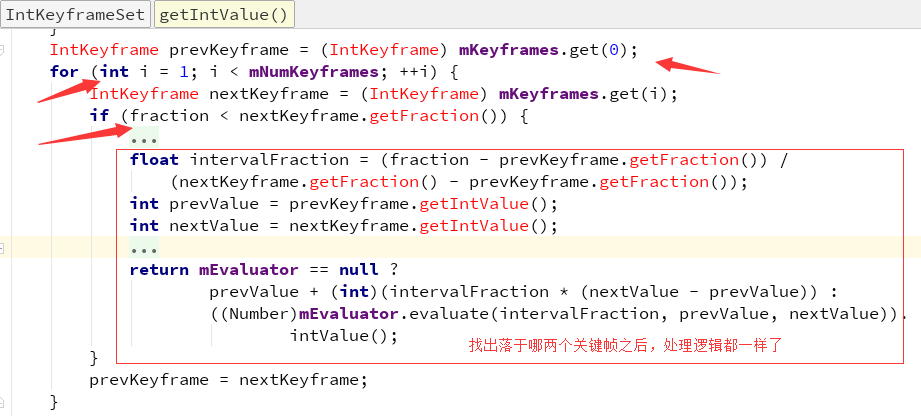 IntKeyframeSet getIntValue()
}
IntKeyframe prevKeyframe = (IntKeyframe) mKeyframes.get(0);
for (int i = 1; i < mNumKeyframes; ++i) {
IntKeyframe nextKeyframe = (IntKeyframe) mKeyframes.get(i);
if (fraction < nextKeyframe.getFraction()) {
...
float intervalFraction = (fraction - prevKeyframe.getFraction()) /
(nextKeyframe.getFraction() - prevKeyframe.getFraction());
int prevValue = prevKeyframe.getIntValue();
int nextValue = nextKeyframe.getIntValue();
...
return mEvaluator == null ?
prevValue + (int)(intervalFraction * (nextValue - prevValue)) :
((Number)mEvaluator.evaluate(intervalFraction, prevValue, nextValue)).
intValue();
找出落于哪两个关键帧之后，处理逻辑都一样了
}
prevKeyframe = nextKeyframe;
}